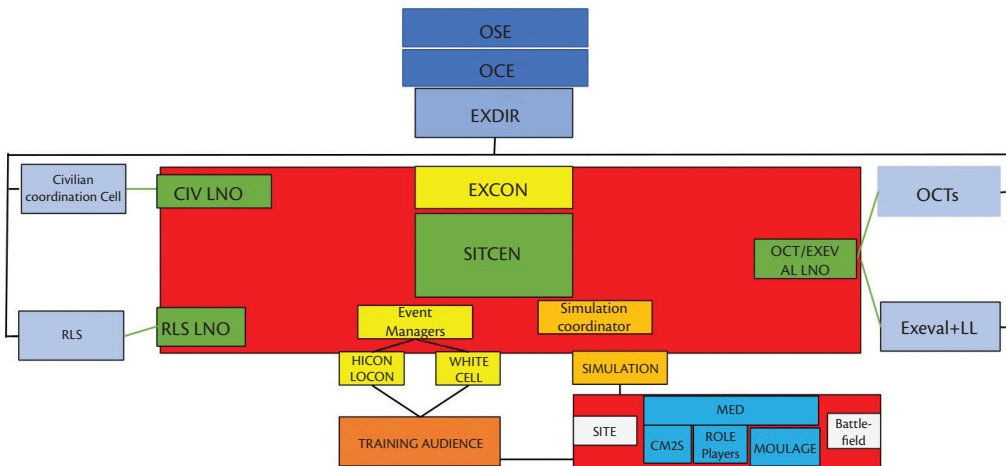 OSE
OCE
EXDIR
Civilian
coordination Cell
CIV LNO
EXCON
OCTs
SITCEN
OCT/EXEV
AL LNO
RLS
RLS LNO
Event
Managers
Simulation
coordinator
Exeval+LL
HICON
LOCON
WHITE
CELL
SIMULATION
TRAINING AUDIENCE
SITE
MED
CM2S
ROLE
Players
MOULAGE
Battle-
field